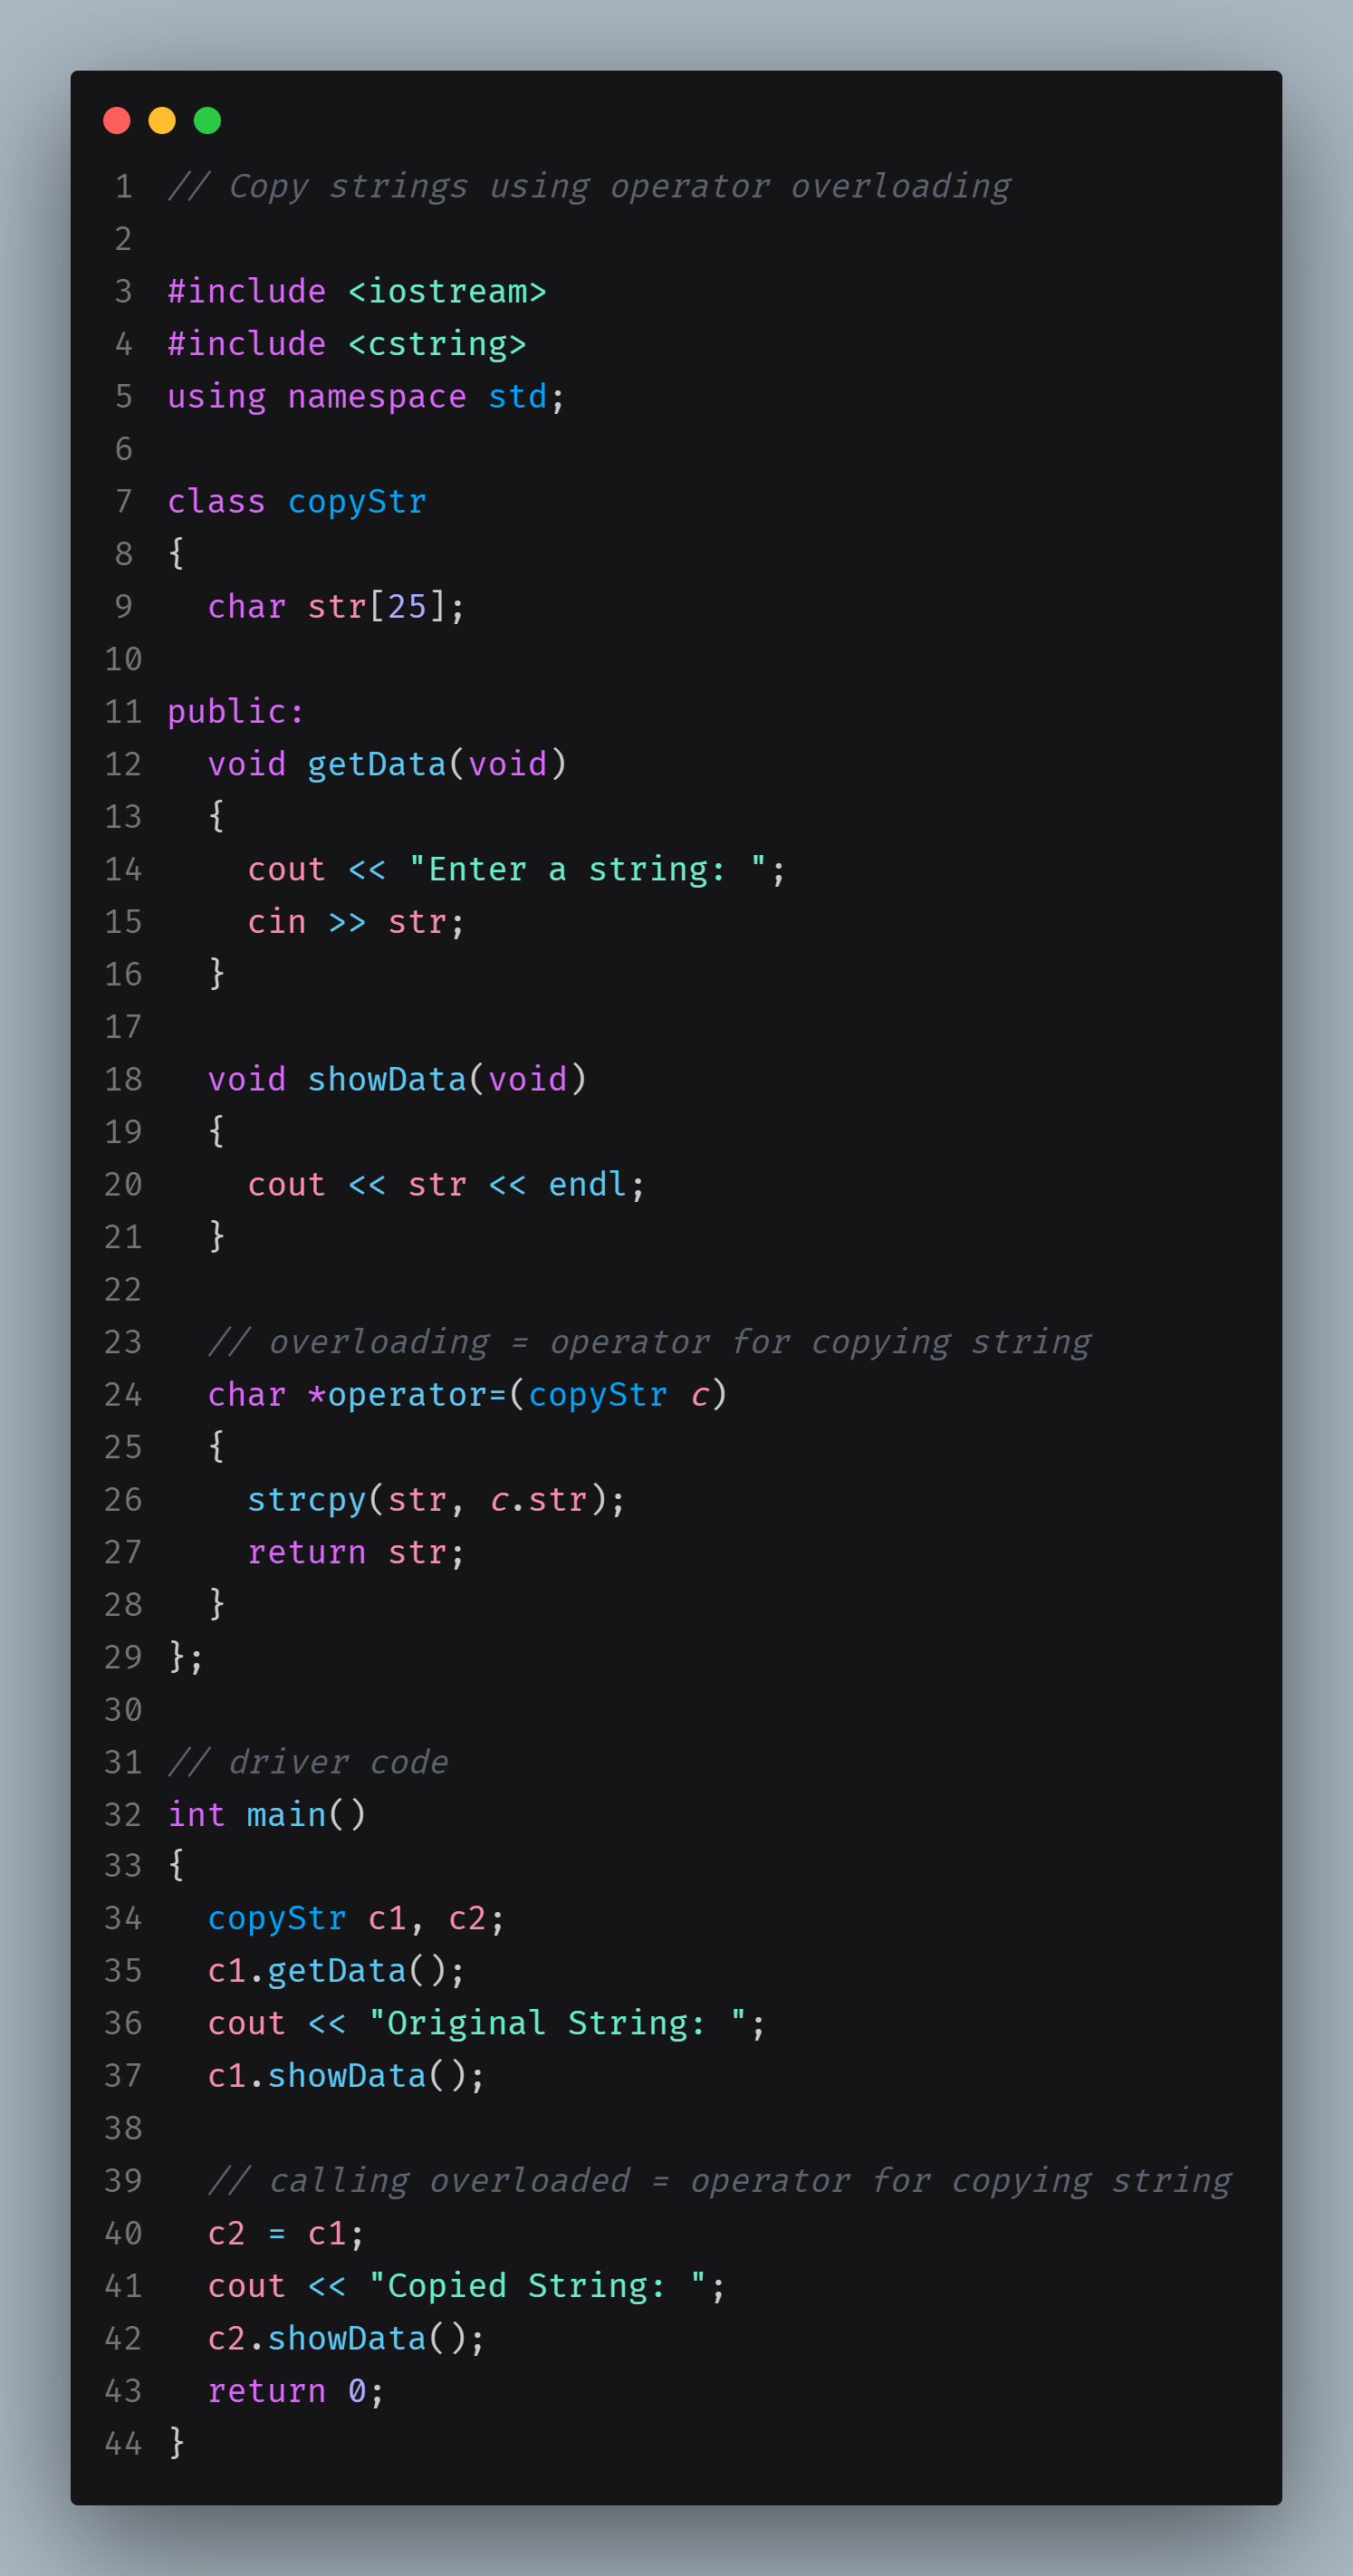 1 // Copy strings using operator overloading
2
3 #include <iostream>
4 #include <cstring>
5 using namespace std;
6
7 class copyStr
8 {
9   char str[25];
10
11 public:
12   void getData(void)
13   {
14     cout << "Enter a string: ";
15     cin >> str;
16   }
17
18   void showData(void)
19   {
20     cout << str << endl;
21   }
22
23   // overloading = operator for copying string
24   char *operator=(copyStr c)
25   {
26     strcpy(str, c.str);
27     return str;
28   }
29 };
30
31 // driver code
32 int main()
33 {
34   copyStr c1, c2;
35   c1.getData();
36   cout << "Original String: ";
37   c1.showData();
38
39   // calling overloaded = operator for copying string
40   c2 = c1;
41   cout << "Copied String: ";
42   c2.showData();
43   return 0;
44 }